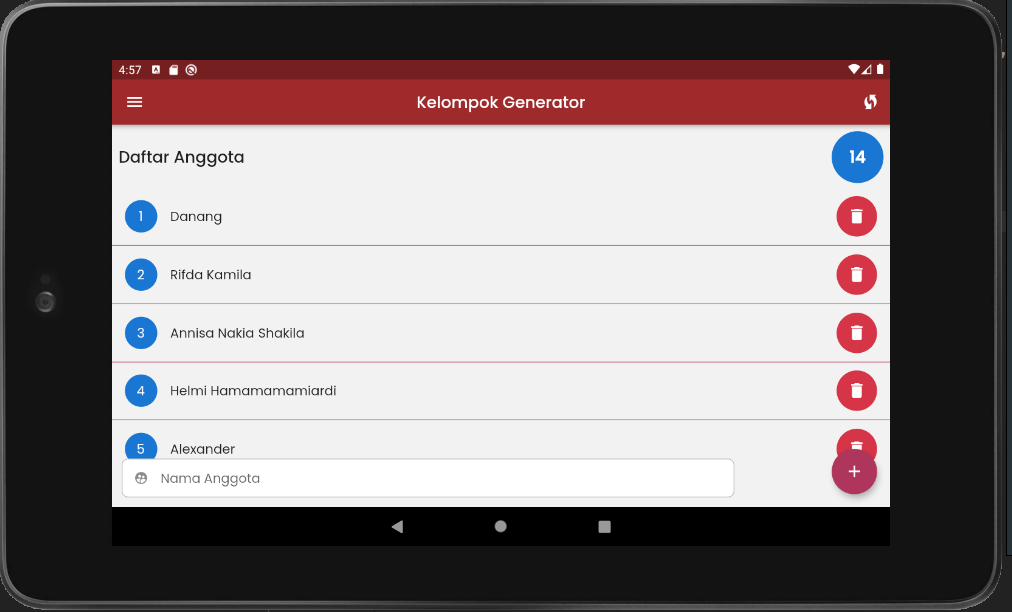 4:57
Kelompok Generator
Daftar Anggota
14
1 Danang
2 Rifda Kamila
3 Annisa Nakia Shakila
4 Helmi Hamamamamiardi
5 Alexander
Nama Anggota